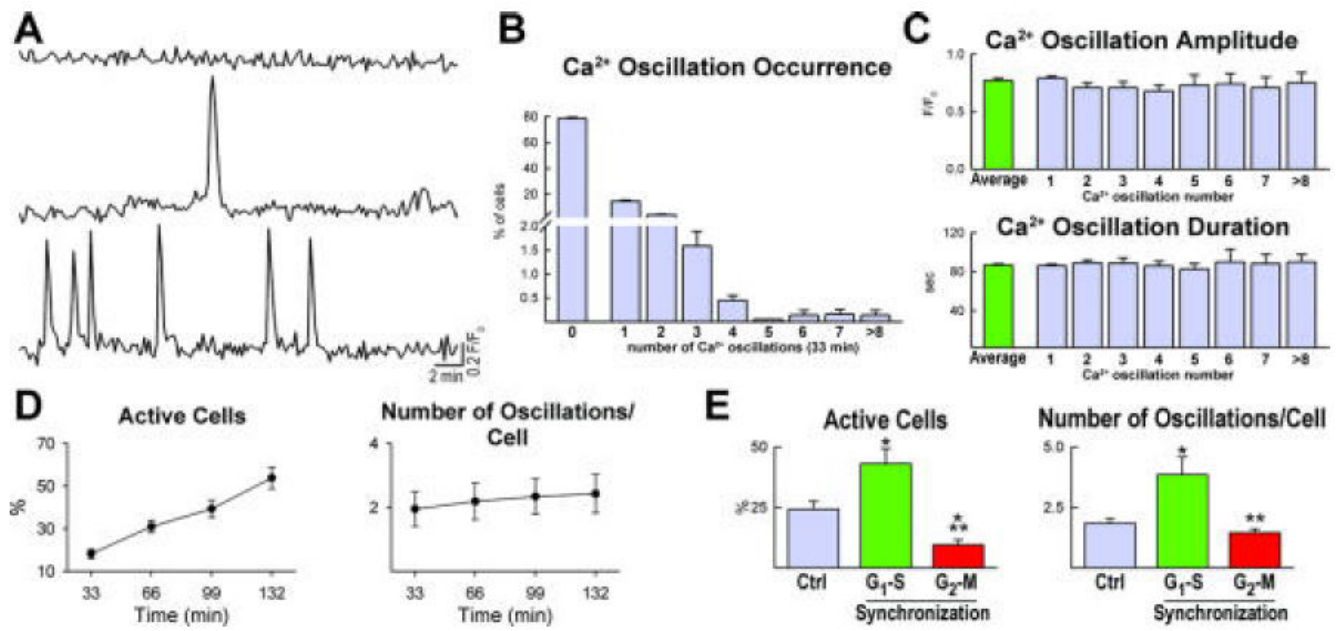 A
2 min
0.2 F/F₀
B
Ca²⁺ Oscillation Occurrence
% of cells
80
60
40
20
2.0
1.5
1.0
0.5
0 1 2 3 4 5 6 7 >8
number of Ca²⁺ oscillations (33 min)
C
Ca²⁺ Oscillation Amplitude
F/F₀
1.0
0.5
0.0
Average 1 2 3 4 5 6 7 >8
Ca²⁺ oscillation number
Ca²⁺ Oscillation Duration
sec
120
80
40
Average 1 2 3 4 5 6 7 >8
Ca²⁺ oscillation number
D
Active Cells
%
70
50
30
10
33 66 99 132
Time (min)
Number of Oscillations/
Cell
4
2
33 66 99 132
Time (min)
E
Active Cells
%
50
25
*
*
**
Ctrl G₁-S G₂-M
Synchronization
Number of Oscillations/Cell
5.0
2.5
*
**
Ctrl G₁-S G₂-M
Synchronization